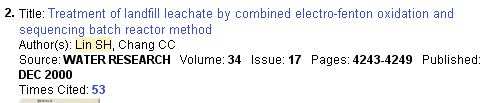 2. Title: Treatment of landfill leachate by combined electro-fenton oxidation and
sequencing batch reactor method
Author(s): Lin SH, Chang CC
Source: WATER RESEARCH Volume: 34 Issue: 17 Pages: 4243-4249 Published:
DEC 2000
Times Cited: 53